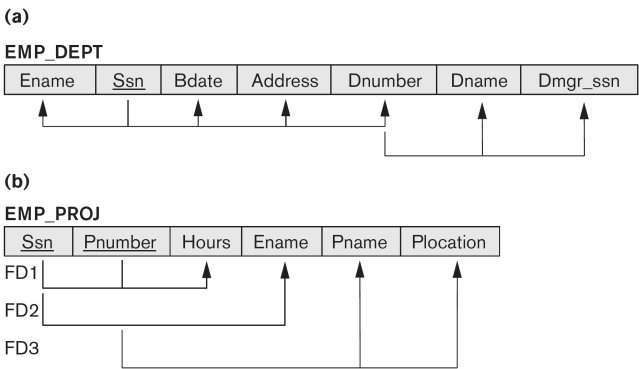 (a)
EMP_DEPT
Ename Ssn Bdate Address Dnumber Dname Dmgr_ssn
(b)
EMP_PROJ
Ssn Pnumber Hours Ename Pname Plocation
FD1
FD2
FD3